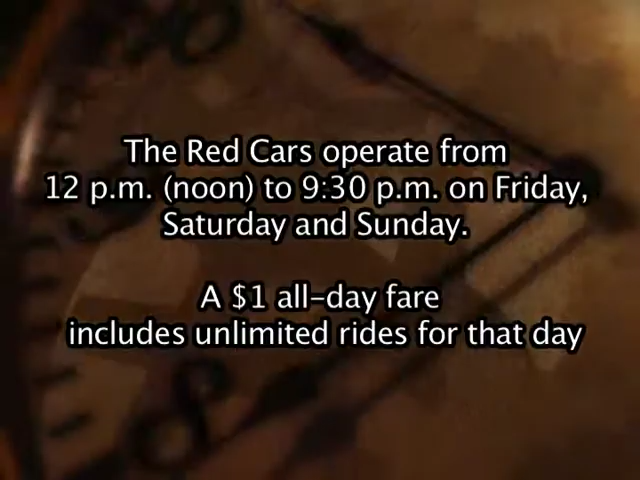 The Red Cars operate from
12 p.m. (noon) to 9:30 p.m. on Friday,
Saturday and Sunday.
A $1 all-day fare
includes unlimited rides for that day